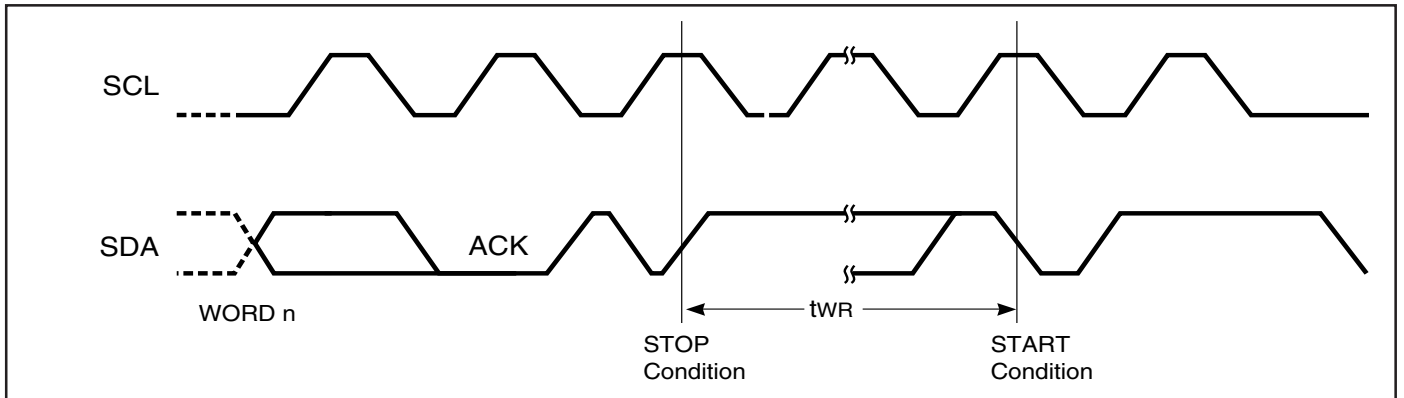 SCL
SDA
ACK
WORD n
tWR
STOP
Condition
START
Condition